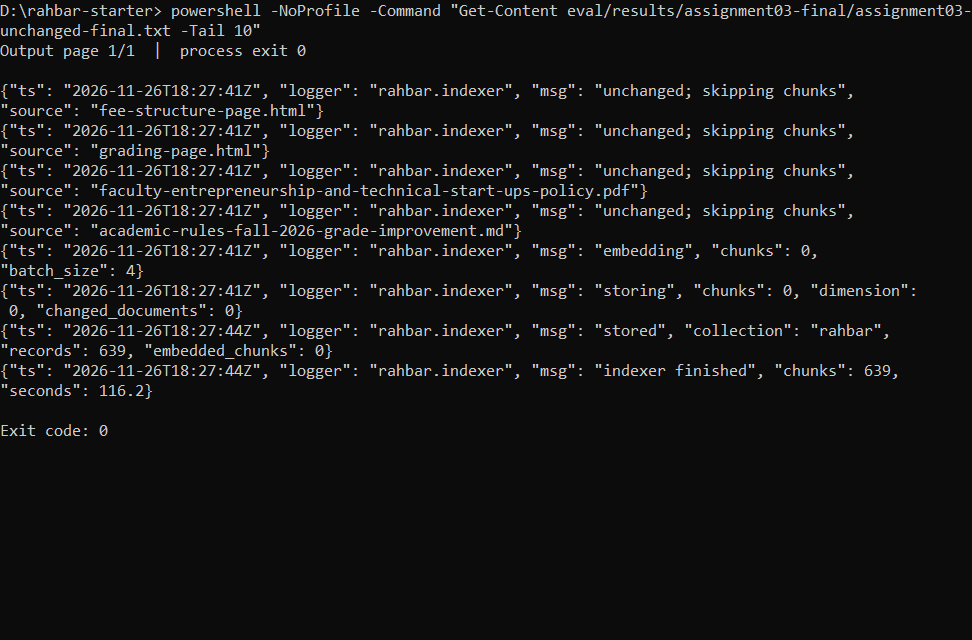 D:\rahbar-starter> powershell -NoProfile -Command "Get-Content eval/results/assignment03-final/assignment03-
unchanged-final.txt -Tail 10"
Output page 1/1  |  process exit 0
{"ts": "2026-11-26T18:27:41Z", "logger": "rahbar.indexer", "msg": "unchanged; skipping chunks",
"source": "fee-structure-page.html"}
{"ts": "2026-11-26T18:27:41Z", "logger": "rahbar.indexer", "msg": "unchanged; skipping chunks",
"source": "grading-page.html"}
{"ts": "2026-11-26T18:27:41Z", "logger": "rahbar.indexer", "msg": "unchanged; skipping chunks",
"source": "faculty-entrepreneurship-and-technical-start-ups-policy.pdf"}
{"ts": "2026-11-26T18:27:41Z", "logger": "rahbar.indexer", "msg": "unchanged; skipping chunks",
"source": "academic-rules-fall-2026-grade-improvement.md"}
{"ts": "2026-11-26T18:27:41Z", "logger": "rahbar.indexer", "msg": "embedding", "chunks": 0,
"batch_size": 4}
{"ts": "2026-11-26T18:27:41Z", "logger": "rahbar.indexer", "msg": "storing", "chunks": 0, "dimension":
 0, "changed_documents": 0}
{"ts": "2026-11-26T18:27:44Z", "logger": "rahbar.indexer", "msg": "stored", "collection": "rahbar",
"records": 639, "embedded_chunks": 0}
{"ts": "2026-11-26T18:27:44Z", "logger": "rahbar.indexer", "msg": "indexer finished", "chunks": 639,
"seconds": 116.2}
Exit code: 0